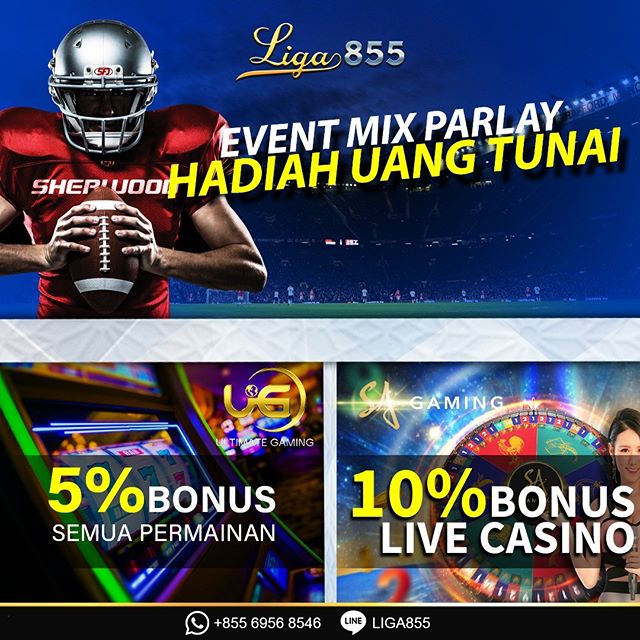 Liga855
EVENT MIX PARLAY
HADIAH UANG TUNAI
SHERWOOD
UG
ULTIMATE GAMING
5% BONUS
SEMUA PERMAINAN
SA GAMING
SA
10% BONUS
LIVE CASINO
+855 6956 8546
LINE
LIGA855